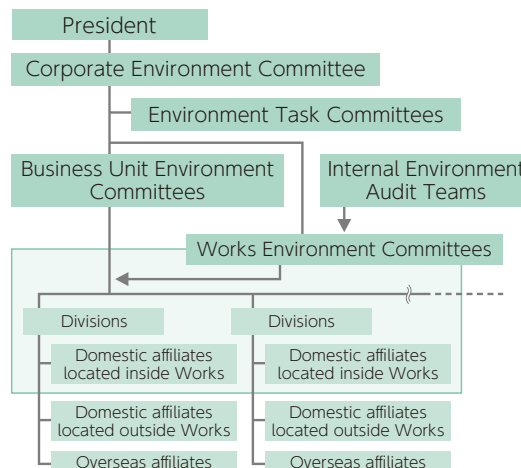 President
Corporate Environment Committee
Environment Task Committees
Business Unit Environment
Committees
Internal Environment
Audit Teams
Works Environment Committees
Divisions
Divisions
Domestic affiliates
located inside Works
Domestic affiliates
located inside Works
Domestic affiliates
located outside Works
Domestic affiliates
located outside Works
Overseas affiliates
Overseas affiliates